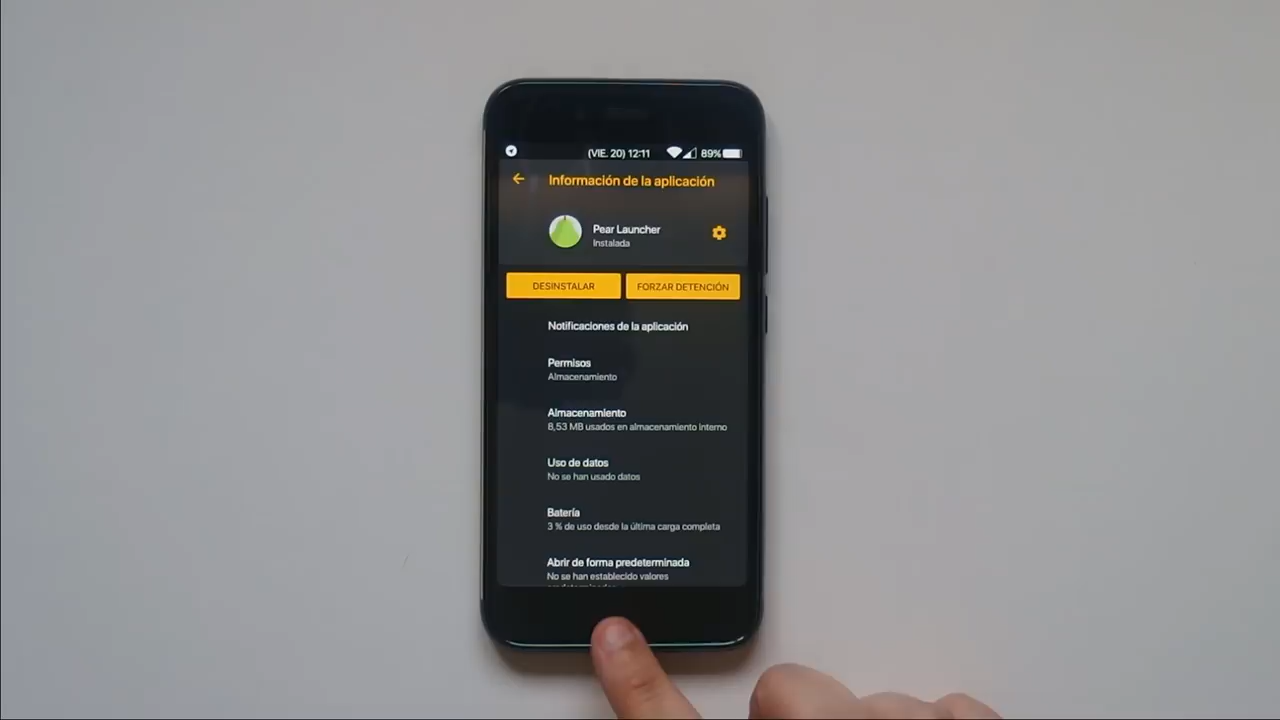 (VIE. 20) 12:11 89%
Información de la aplicación
Pear Launcher
Instalada
DESINSTALAR FORZAR DETENCIÓN
Notificaciones de la aplicación
Permisos
Almacenamiento
Almacenamiento
8,53 MB usados en almacenamiento interno
Uso de datos
No se han usado datos
Batería
3 % de uso desde la última carga completa
Abrir de forma predeterminada
No se han establecido valores